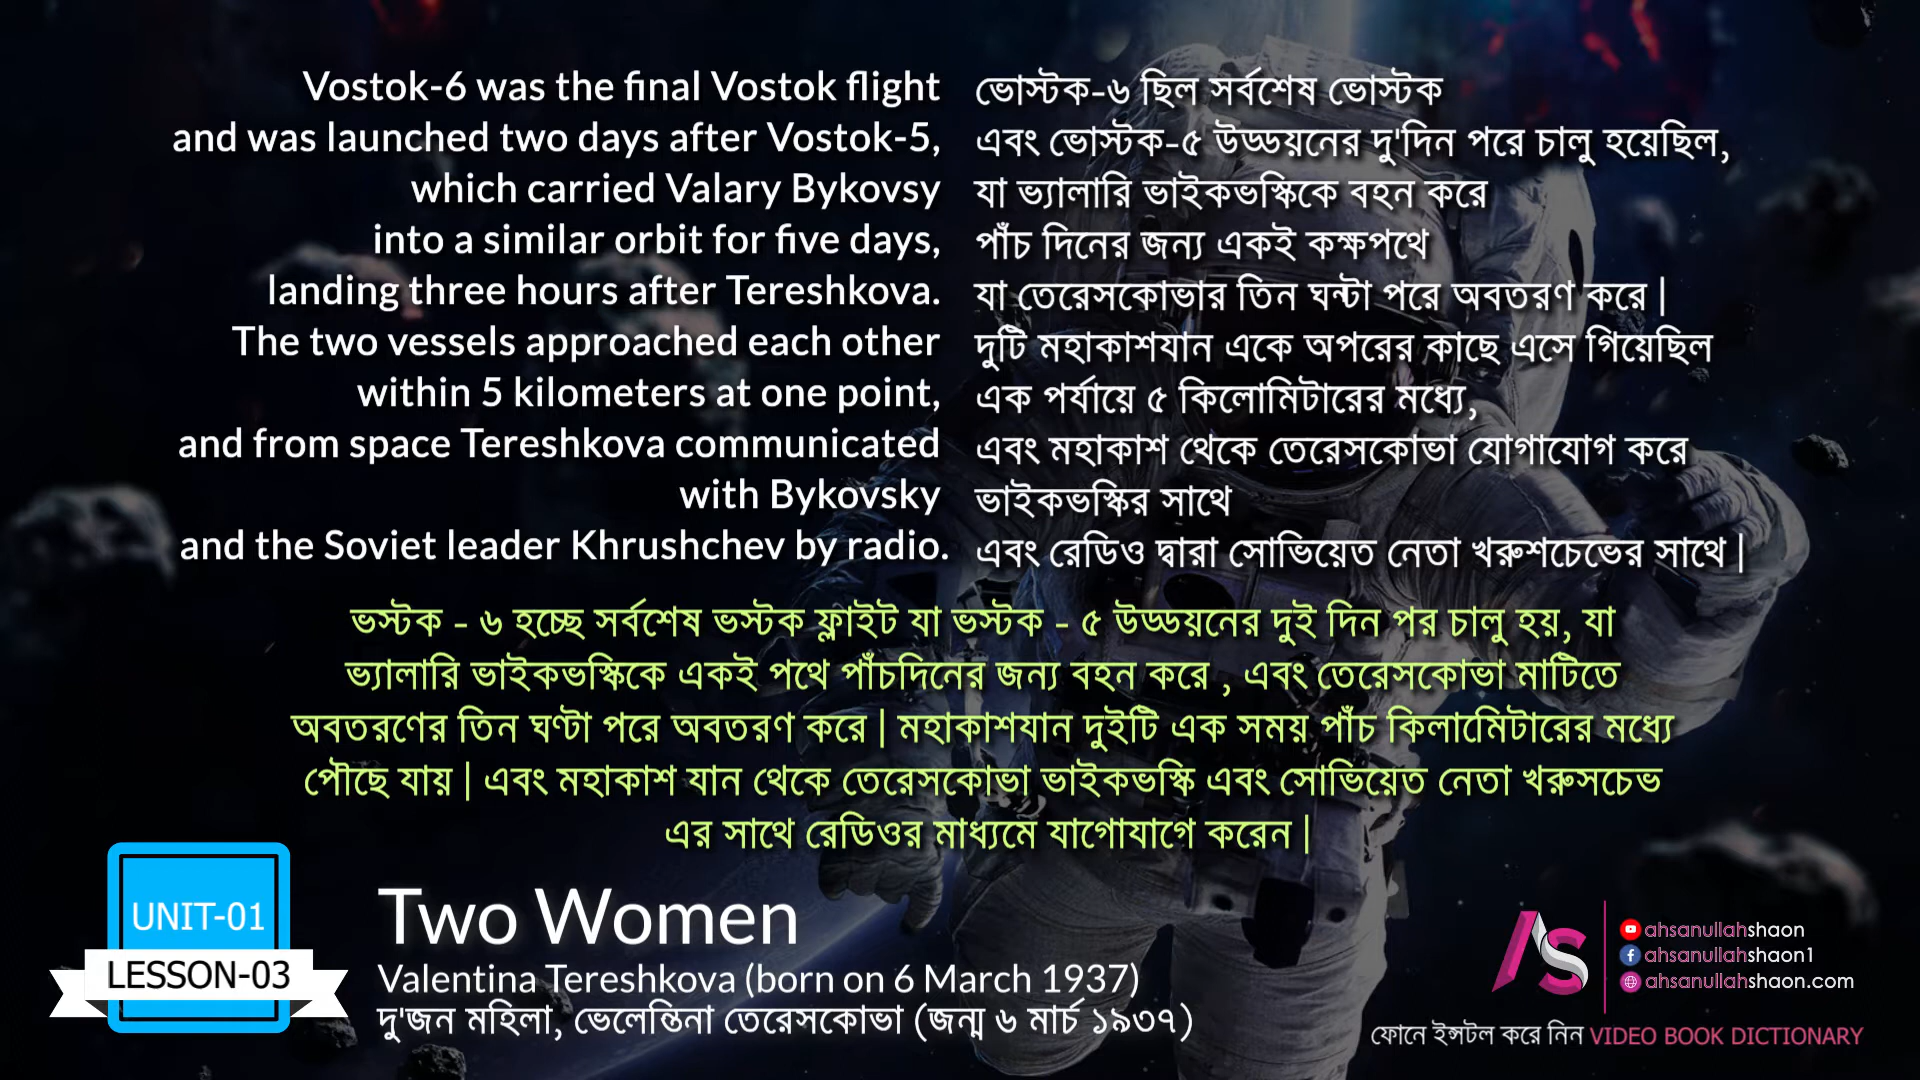 Vostok-6 was the final Vostok flight
and was launched two days after Vostok-5,
which carried Valary Bykovsy
into a similar orbit for five days,
landing three hours after Tereshkova.
The two vessels approached each other
within 5 kilometers at one point,
and from space Tereshkova communicated
with Bykovsky
and the Soviet leader Khrushchev by radio.
ভোস্টক-৬ ছিল সর্বশেষ ভোস্টক
এবং ভোস্টক-৫ উড্ডয়নের দু'দিন পরে চালু হয়েছিল,
যা ভ্যালারি ভাইকভস্কিকে বহন করে
পাঁচ দিনের জন্য একই কক্ষপথে
যা তেরেসকোভার তিন ঘন্টা পরে অবতরণ করে |
দুটি মহাকাশযান একে অপরের কাছে এসে গিয়েছিল
এক পর্যায়ে ৫ কিলোমিটারের মধ্যে,
এবং মহাকাশ থেকে তেরেসকোভা যোগাযোগ করে
ভাইকভস্কির সাথে
এবং রেডিও দ্বারা সোভিয়েত নেতা খরুশচেভের সাথে |
ভস্টক - ৬ হচ্ছে সর্বশেষ ভস্টক ফ্লাইট যা ভস্টক - ৫ উড্ডয়নের দুই দিন পর চালু হয়, যা
ভ্যালারি ভাইকভস্কিকে একই পথে পাঁচদিনের জন্য বহন করে , এবং তেরেসকোভা মাটিতে
অবতরণের তিন ঘণ্টা পরে অবতরণ করে | মহাকাশযান দুইটি এক সময় পাঁচ কিলামেিটারের মধ্যে
পৌছে যায় | এবং মহাকাশ যান থেকে তেরেসকোভা ভাইকভস্কি এবং সোভিয়েত নেতা খরুসচেভ
এর সাথে রেডিওর মাধ্যমে যাগোযাগে করেন |
UNIT-01
LESSON-03
Two Women
Valentina Tereshkova (born on 6 March 1937)
দু'জন মহিলা, ভেলেন্তিনা তেরেসকোভা (জন্ম ৬ মার্চ ১৯৩৭)
AS
ahsanullahshaon
ahsanullahshaon1
ahsanullahshaon.com
ফোনে ইন্সটল করে নিন VIDEO BOOK DICTIONARY